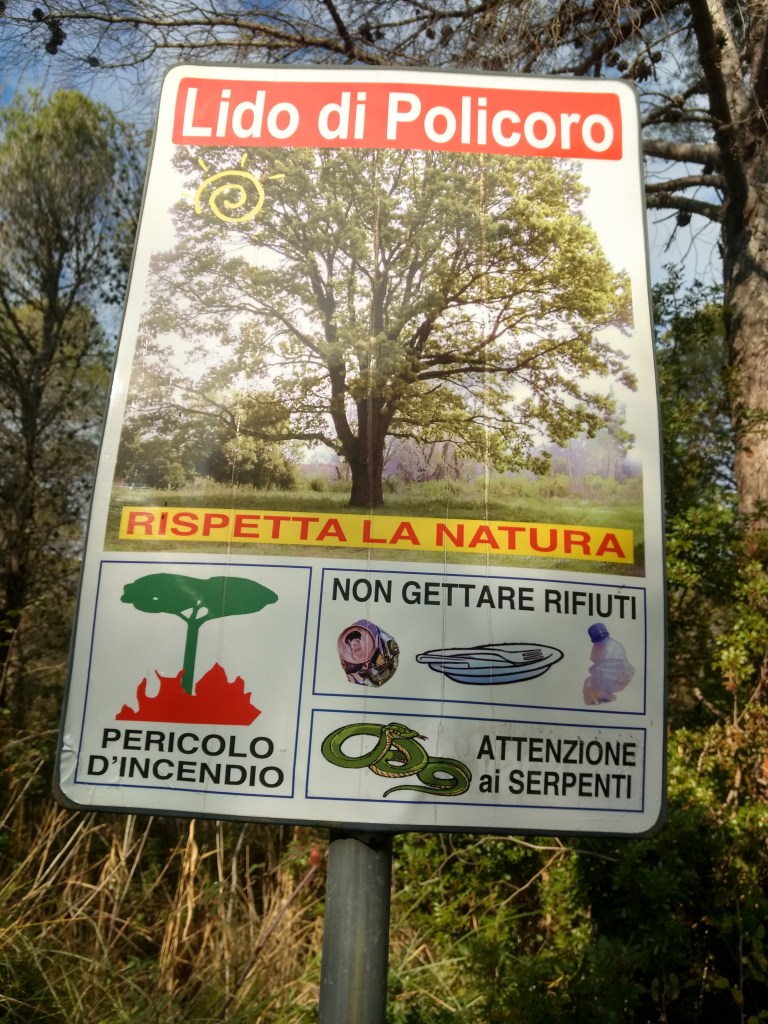 Lido di Policoro
RISPETTA LA NATURA
PERICOLO
D'INCENDIO
NON GETTARE RIFIUTI
ATTENZIONE
ai SERPENTI